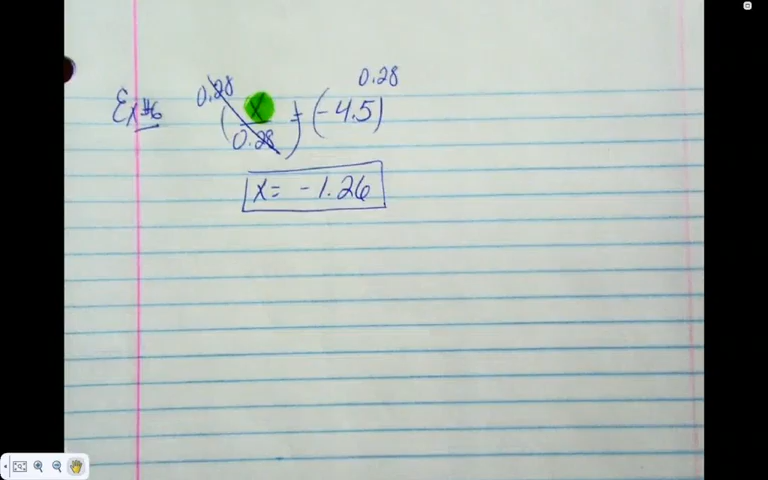 0.28 0.28
Ex#6 ( x = (-4.5)
0.28 )
x = -1.26